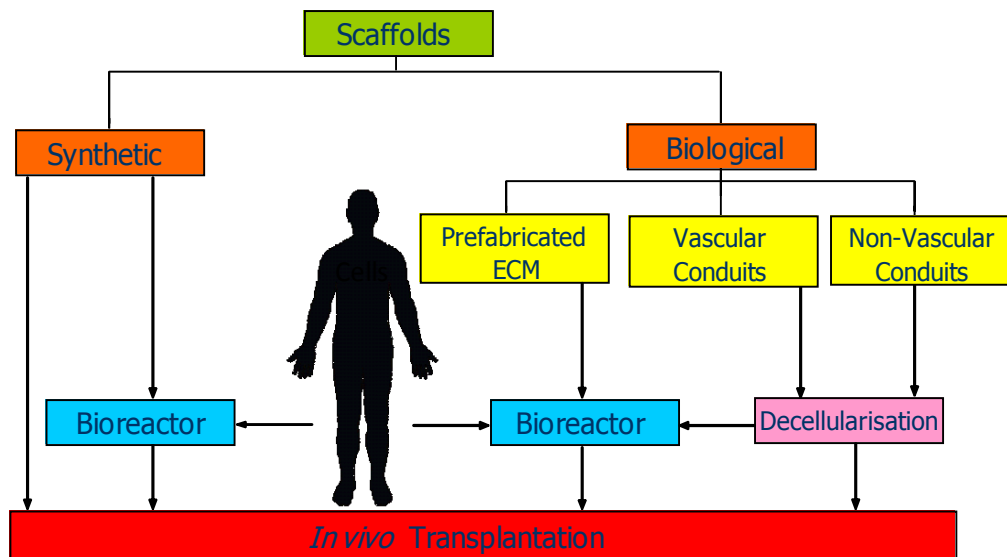 Scaffolds
Synthetic
Biological
Prefabricated
ECM
Vascular
Conduits
Non-Vascular
Conduits
Cells
Bioreactor
Bioreactor
Decellularisation
In vivo Transplantation